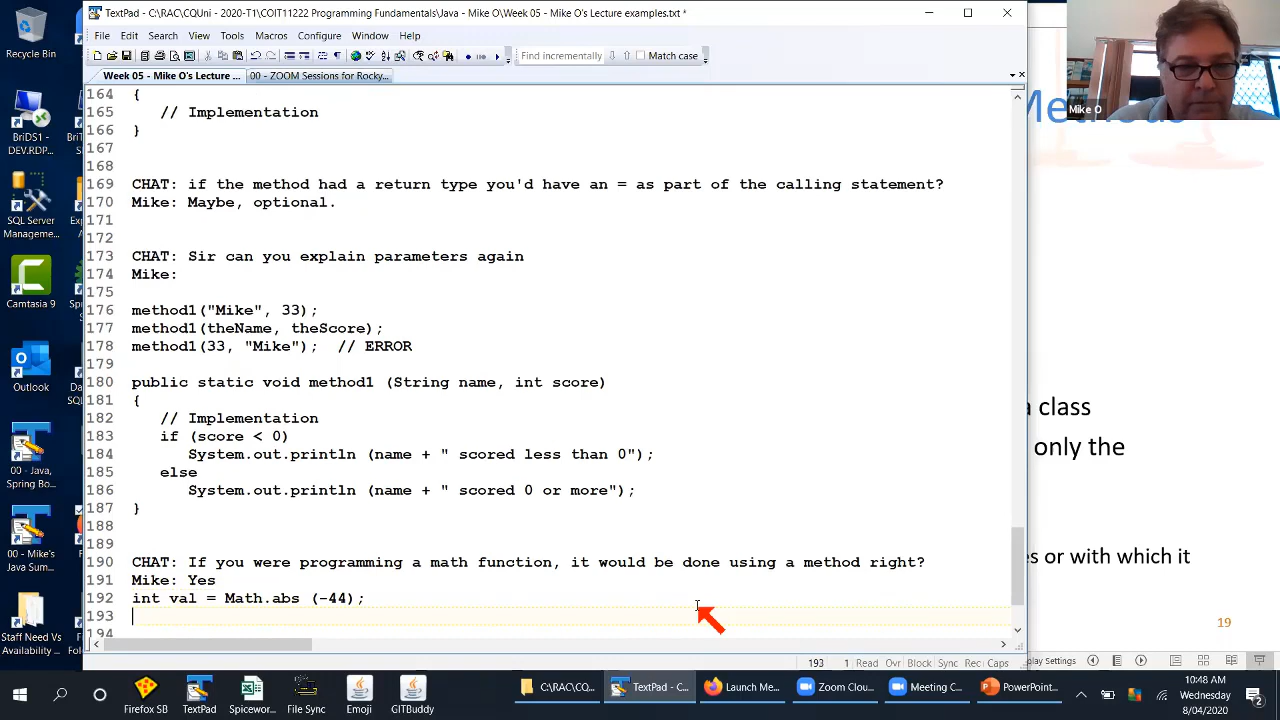 Recycle Bin
BriDS1 -
DEV.RDP...
SQL Server
Manageme...
Camtasia 9
Outlook
00 - Java,
Spring Bo...
00 - Mike's
Java Sum...
Staff Need Vs
Availability ...
TextPad - C:\RAC\CQUni - 2020-T1\COIT11222 Programming Fundamentals\Java - Mike O\Week 05 - Mike O's Lecture examples.txt *
File Edit Search View Tools Macros Configure Window Help
Find incrementally Match case
Week 05 - Mike O's Lecture ... 00 - ZOOM Sessions for Rocky...
164 {
165 // Implementation
166 }
167
168
169 CHAT: if the method had a return type you'd have an = as part of the calling statement?
170 Mike: Maybe, optional.
171
172
173 CHAT: Sir can you explain parameters again
174 Mike:
175
176 method1("Mike", 33);
177 method1(theName, theScore);
178 method1(33, "Mike"); // ERROR
179
180 public static void method1 (String name, int score)
181 {
182 // Implementation
183 if (score < 0)
184 System.out.println (name + " scored less than 0");
185 else
186 System.out.println (name + " scored 0 or more");
187 }
188
189
190 CHAT: If you were programming a math function, it would be done using a method right?
191 Mike: Yes
192 int val = Math.abs (-44);
193
194
193 1 Read Ovr Block Sync Rec Caps
Mike O
Methods
a class
only the
es or with which it
19
play Settings
C:\RAC\CQ... TextPad - C... Launch Me... Zoom Clou... Meeting C... PowerPoint...
Firefox SB TextPad Spicewor... File Sync Emoji GITBuddy
10:48 AM
Wednesday
8/04/2020
2